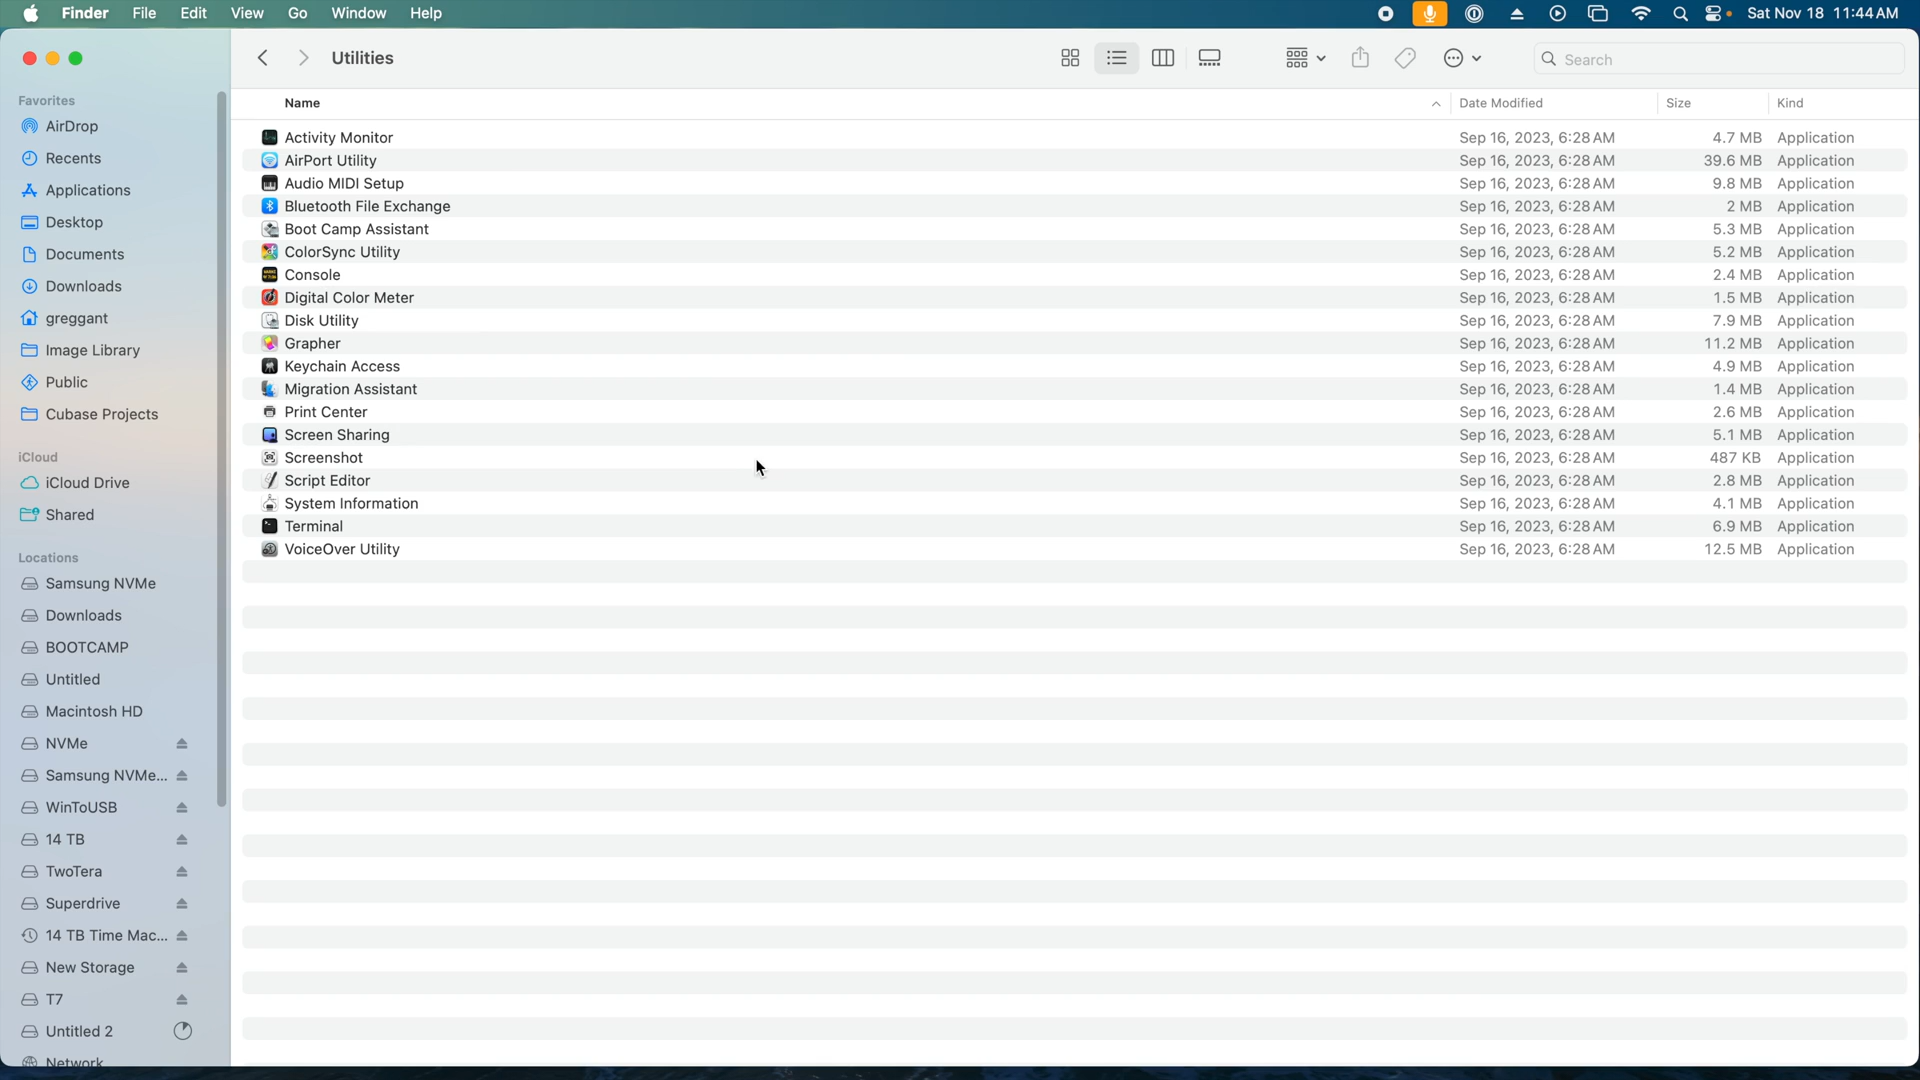 Finder File Edit View Go Window Help Sat Nov 18 11:44 AM
Utilities Search
Favorites
AirDrop
Recents
Applications
Desktop
Documents
Downloads
greggant
Image Library
Public
Cubase Projects
iCloud
iCloud Drive
Shared
Locations
Samsung NVMe
Downloads
BOOTCAMP
Untitled
Macintosh HD
NVMe
Samsung NVMe...
WinToUSB
14 TB
TwoTera
Superdrive
14 TB Time Mac...
New Storage
T7
Untitled 2
Network
Name Date Modified Size Kind
Activity Monitor Sep 16, 2023, 6:28 AM 4.7 MB Application
AirPort Utility Sep 16, 2023, 6:28 AM 39.6 MB Application
Audio MIDI Setup Sep 16, 2023, 6:28 AM 9.8 MB Application
Bluetooth File Exchange Sep 16, 2023, 6:28 AM 2 MB Application
Boot Camp Assistant Sep 16, 2023, 6:28 AM 5.3 MB Application
ColorSync Utility Sep 16, 2023, 6:28 AM 5.2 MB Application
Console Sep 16, 2023, 6:28 AM 2.4 MB Application
Digital Color Meter Sep 16, 2023, 6:28 AM 1.5 MB Application
Disk Utility Sep 16, 2023, 6:28 AM 7.9 MB Application
Grapher Sep 16, 2023, 6:28 AM 11.2 MB Application
Keychain Access Sep 16, 2023, 6:28 AM 4.9 MB Application
Migration Assistant Sep 16, 2023, 6:28 AM 1.4 MB Application
Print Center Sep 16, 2023, 6:28 AM 2.6 MB Application
Screen Sharing Sep 16, 2023, 6:28 AM 5.1 MB Application
Screenshot Sep 16, 2023, 6:28 AM 487 KB Application
Script Editor Sep 16, 2023, 6:28 AM 2.8 MB Application
System Information Sep 16, 2023, 6:28 AM 4.1 MB Application
Terminal Sep 16, 2023, 6:28 AM 6.9 MB Application
VoiceOver Utility Sep 16, 2023, 6:28 AM 12.5 MB Application